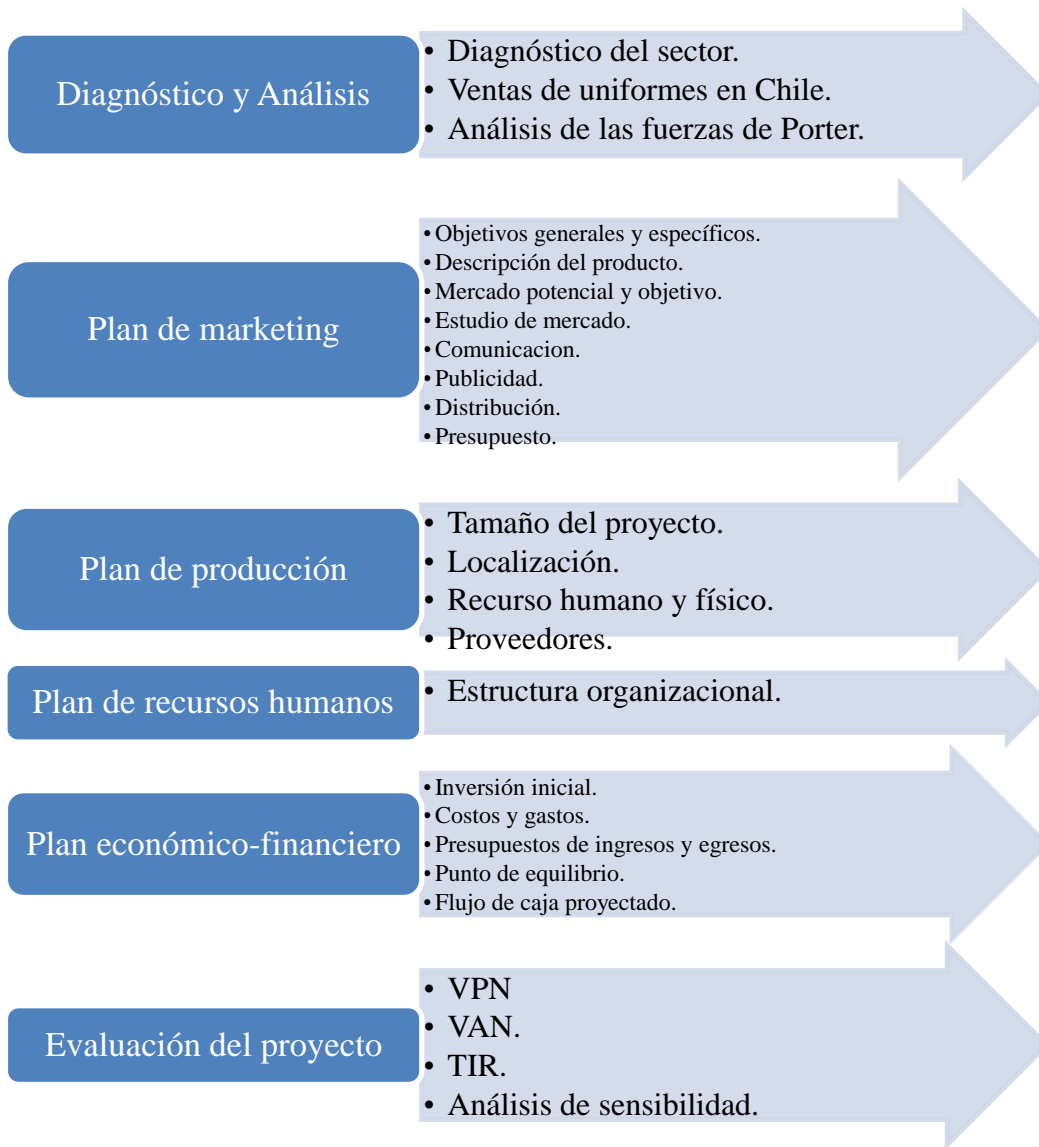 Diagnóstico y Análisis
• Diagnóstico del sector.
• Ventas de uniformes en Chile.
• Análisis de las fuerzas de Porter.
Plan de marketing
• Objetivos generales y específicos.
• Descripción del producto.
• Mercado potencial y objetivo.
• Estudio de mercado.
• Comunicacion.
• Publicidad.
• Distribución.
• Presupuesto.
Plan de producción
• Tamaño del proyecto.
• Localización.
• Recurso humano y físico.
• Proveedores.
Plan de recursos humanos
• Estructura organizacional.
Plan económico-financiero
• Inversión inicial.
• Costos y gastos.
• Presupuestos de ingresos y egresos.
• Punto de equilibrio.
• Flujo de caja proyectado.
Evaluación del proyecto
• VPN
• VAN.
• TIR.
• Análisis de sensibilidad.